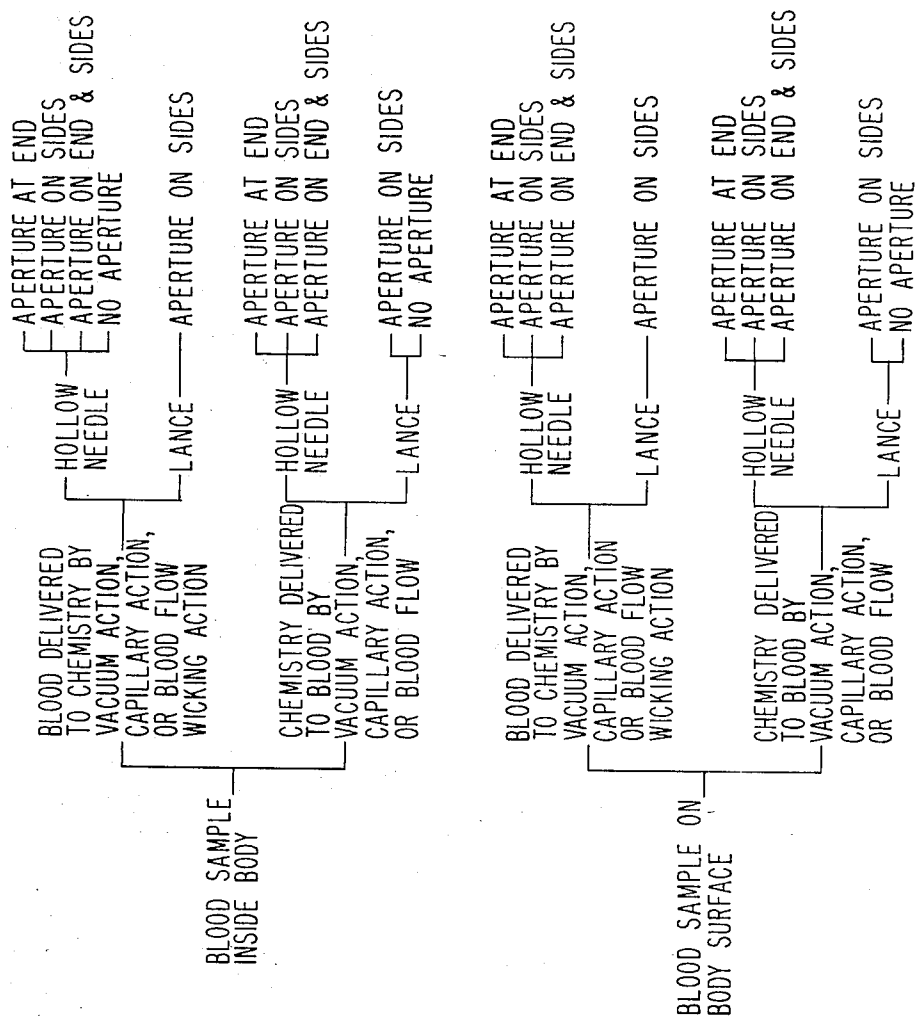 BLOOD SAMPLE
INSIDE BODY
BLOOD DELIVERED
TO CHEMISTRY BY
VACUUM ACTION,
CAPILLARY ACTION,
OR BLOOD FLOW
WICKING ACTION
HOLLOW
NEEDLE
APERTURE AT END
APERTURE ON SIDES
APERTURE ON END & SIDES
NO APERTURE
LANCE
APERTURE ON SIDES
CHEMISTRY DELIVERED
TO BLOOD BY
VACUUM ACTION,
CAPILLARY ACTION,
OR BLOOD FLOW
HOLLOW
NEEDLE
APERTURE AT END
APERTURE ON SIDES
APERTURE ON END & SIDES
LANCE
APERTURE ON SIDES
NO APERTURE
BLOOD SAMPLE ON
BODY SURFACE
BLOOD DELIVERED
TO CHEMISTRY BY
VACUUM ACTION,
CAPILLARY ACTION
OR BLOOD FLOW
WICKING ACTION
HOLLOW
NEEDLE
APERTURE AT END
APERTURE ON SIDES
APERTURE ON END & SIDES
LANCE
APERTURE ON SIDES
CHEMISTRY DELIVERED
TO BLOOD BY
VACUUM ACTION,
CAPILLARY ACTION,
OR BLOOD FLOW
HOLLOW
NEEDLE
APERTURE AT END
APERTURE ON SIDES
APERTURE ON END & SIDES
LANCE
APERTURE ON SIDES
NO APERTURE